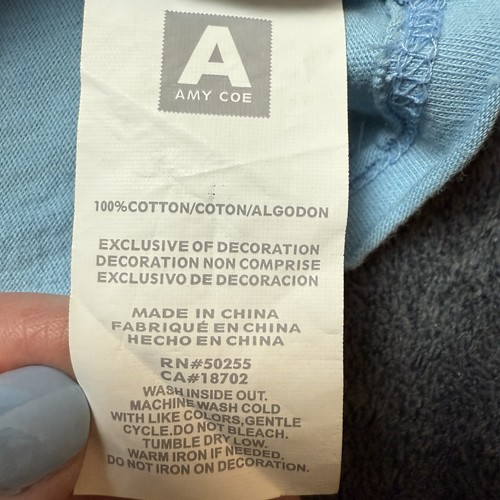 A
AMY COE
100%COTTON/COTON/ALGODON
EXCLUSIVE OF DECORATION
DECORATION NON COMPRISE
EXCLUSIVO DE DECORACION
MADE IN CHINA
FABRIQUÉ EN CHINA
HECHO EN CHINA
RN#50255
CA#18702
WASH INSIDE OUT.
MACHINE WASH COLD
WITH LIKE COLORS,GENTLE
CYCLE.DO NOT BLEACH.
TUMBLE DRY LOW.
WARM IRON IF NEEDED.
DO NOT IRON ON DECORATION.